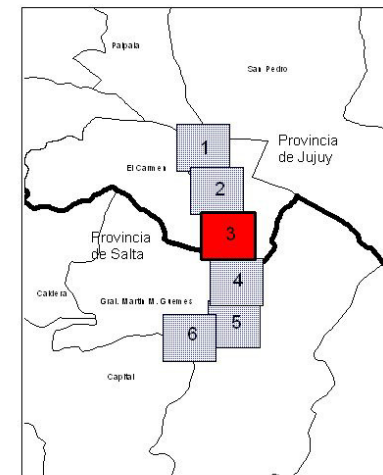 Palpala
San Pedro
1
Provincia
de Jujuy
El Carmen
2
Provincia
de Salta
3
Caldera
4
Gral. Martin M. Guemes
5
6
Capital